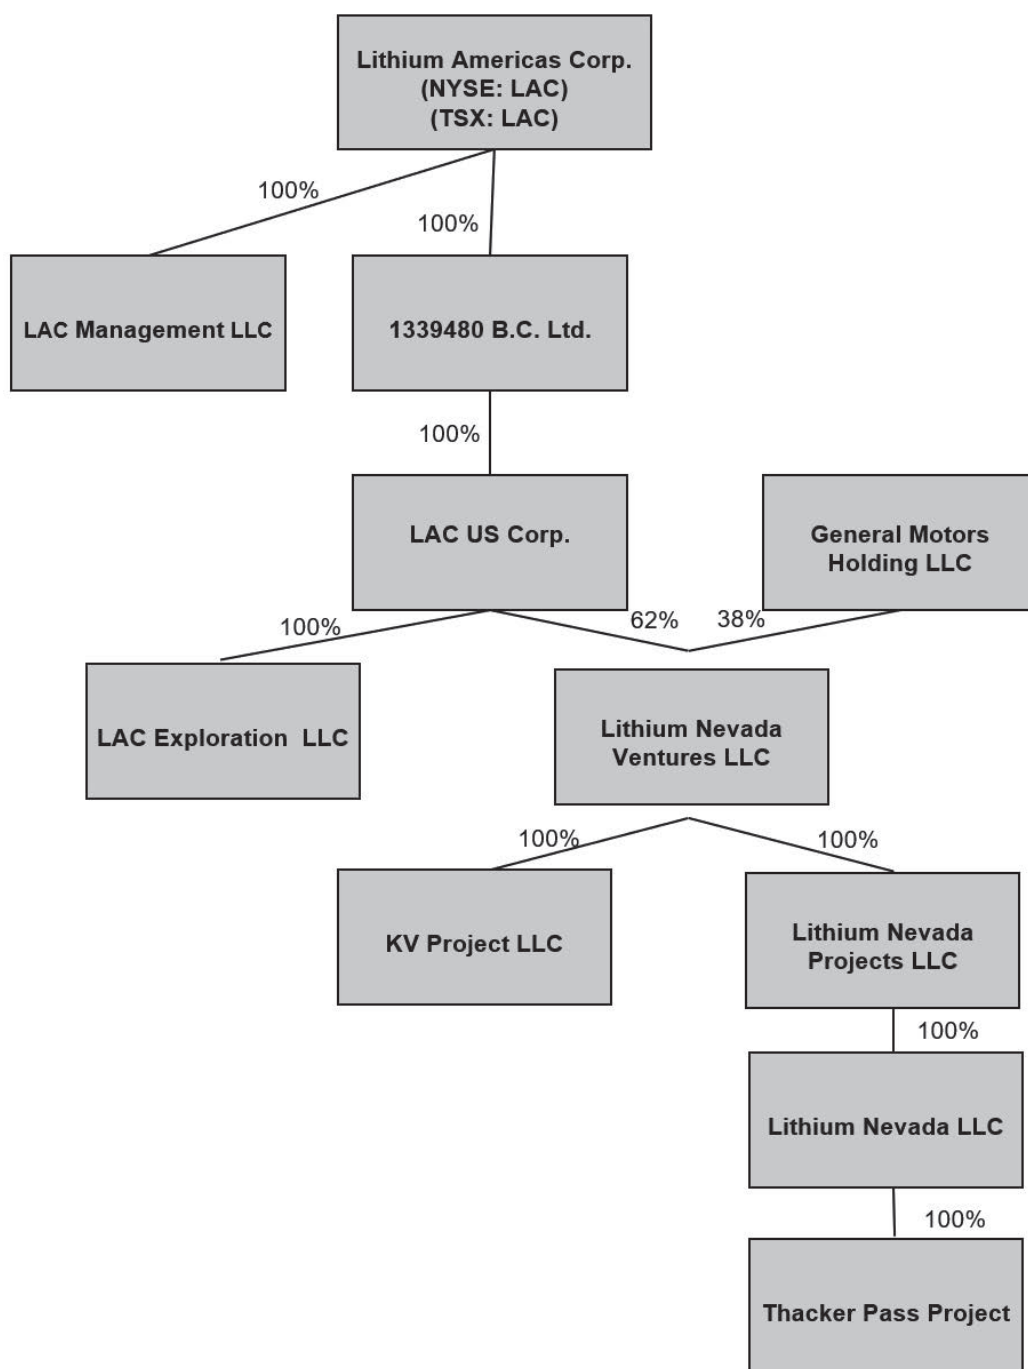 Lithium Americas Corp.
(NYSE: LAC)
(TSX: LAC)
100%
100%
LAC Management LLC
1339480 B.C. Ltd.
100%
LAC US Corp.
General Motors
Holding LLC
100%
62%
38%
LAC Exploration LLC
Lithium Nevada
Ventures LLC
100%
100%
KV Project LLC
Lithium Nevada
Projects LLC
100%
Lithium Nevada LLC
100%
Thacker Pass Project